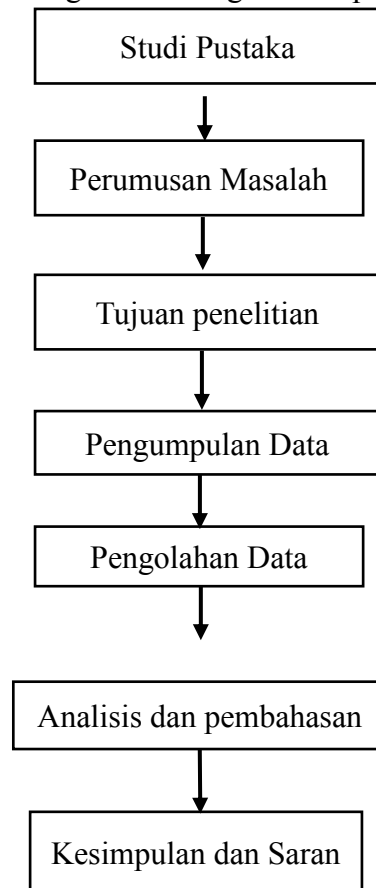 Studi Pustaka
Perumusan Masalah
Tujuan penelitian
Pengumpulan Data
Pengolahan Data
Analisis dan pembahasan
Kesimpulan dan Saran